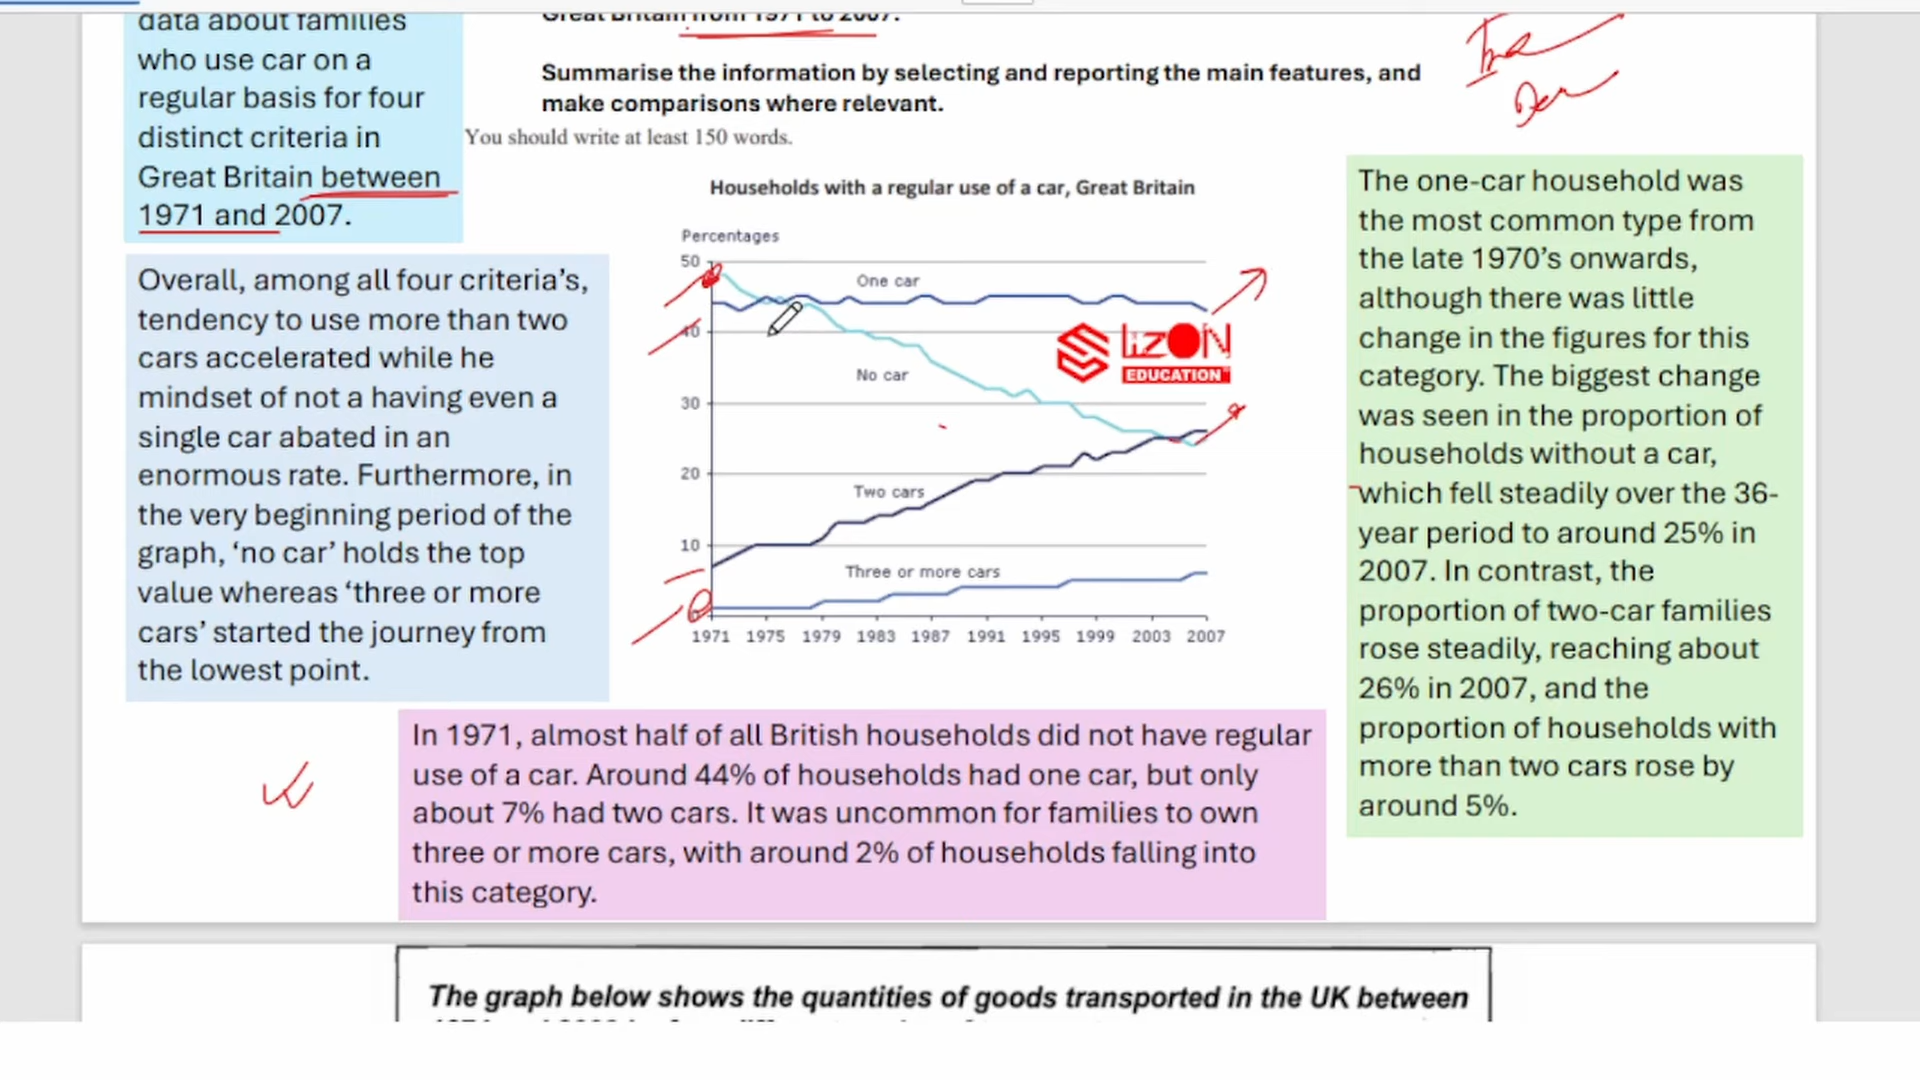 data about families
who use car on a
regular basis for four
distinct criteria in
Great Britain between
1971 and 2007.
Great Britain from 1971 to 2007.
Summarise the information by selecting and reporting the main features, and
make comparisons where relevant.
You should write at least 150 words.
Overall, among all four criteria’s,
tendency to use more than two
cars accelerated while he
mindset of not a having even a
single car abated in an
enormous rate. Furthermore, in
the very beginning period of the
graph, ‘no car’ holds the top
value whereas ‘three or more
cars’ started the journey from
the lowest point.
Households with a regular use of a car, Great Britain
Percentages
50
One car
40
No car
30
20
Two cars
10
Three or more cars
0
1971 1975 1979 1983 1987 1991 1995 1999 2003 2007
LizON
EDUCATION
The one-car household was
the most common type from
the late 1970’s onwards,
although there was little
change in the figures for this
category. The biggest change
was seen in the proportion of
households without a car,
which fell steadily over the 36-
year period to around 25% in
2007. In contrast, the
proportion of two-car families
rose steadily, reaching about
26% in 2007, and the
proportion of households with
more than two cars rose by
around 5%.
In 1971, almost half of all British households did not have regular
use of a car. Around 44% of households had one car, but only
about 7% had two cars. It was uncommon for families to own
three or more cars, with around 2% of households falling into
this category.
The graph below shows the quantities of goods transported in the UK between